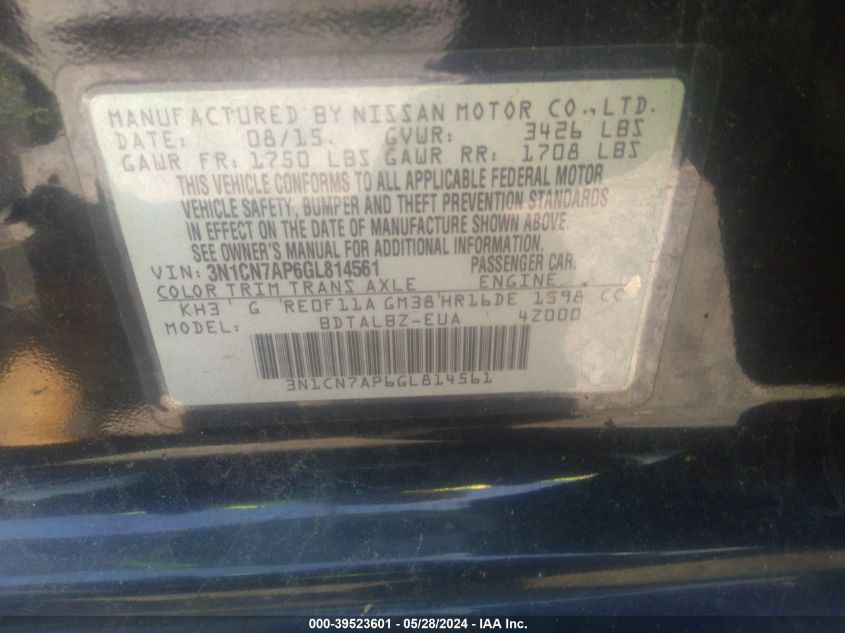 MANUFACTURED BY NISSAN MOTOR CO.,LTD.
DATE: 08/15. GVWR: 3426 LBS
GAWR FR: 1750 LBS GAWR RR: 1708 LBS
THIS VEHICLE CONFORMS TO ALL APPLICABLE FEDERAL MOTOR
VEHICLE SAFETY, BUMPER AND THEFT PREVENTION STANDARDS
IN EFFECT ON THE DATE OF MANUFACTURE SHOWN ABOVE.
SEE OWNER'S MANUAL FOR ADDITIONAL INFORMATION.
VIN: 3N1CN7AP6GL814561 PASSENGER CAR.
COLOR TRIM TRANS AXLE ENGINE
KH3 G RE0F11A GM38 HR16DE 1598 CC
MODEL: BDTALBZ-EUA 4Z000
3N1CN7AP6GL814561
000-39523601 - 05/28/2024 - IAA Inc.